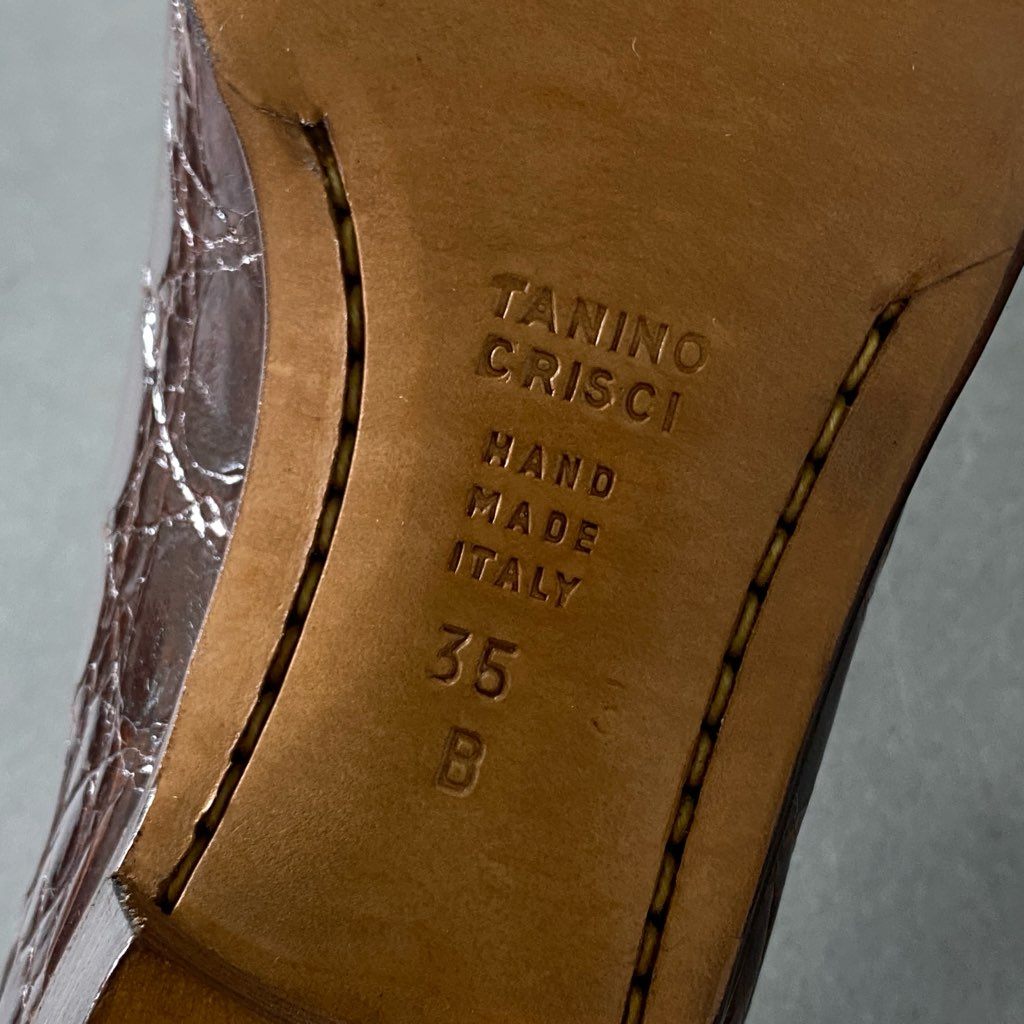 TANINO
CRISCI
HAND
MADE
ITALY
35
B